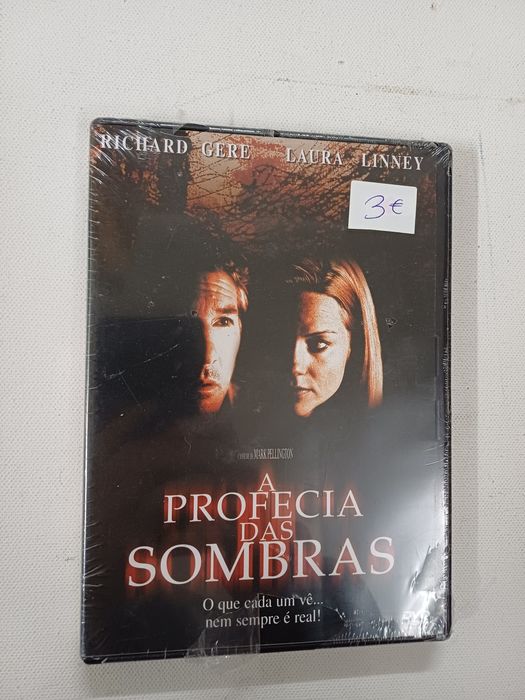 RICHARD GERE LAURA LINNEY
3€
MARK PELLINGTON
A
PROFECIA
DAS
SOMBRAS
O que cada um vê...
nem sempre é real!